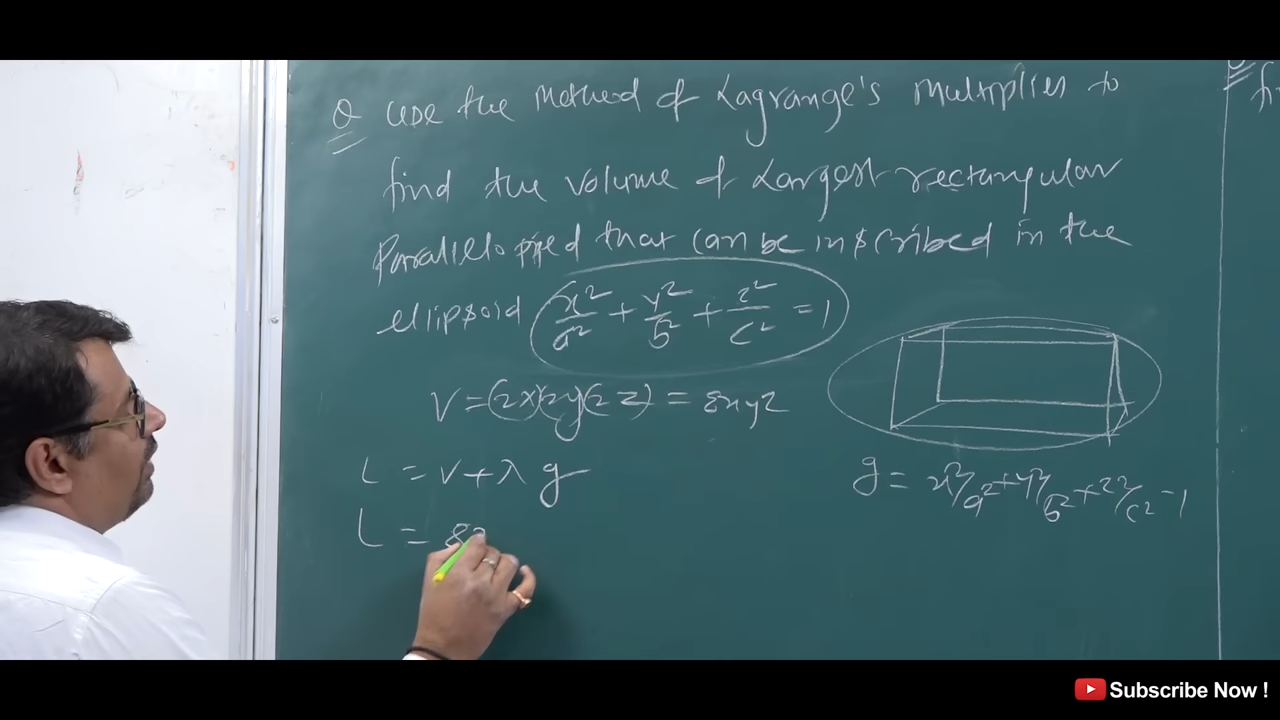 Q Use the Method of Lagrange's Multiplies to
find the volume of Largest rectangular
Parallelopiped that can be inscribed in the
ellipsoid x²/a² + y²/b² + z²/c² = 1
V = (2x)(2y)(2z) = 8xyz
L = V + λ g
g = x²/a² + y²/b² + z²/c² - 1
L = 8x
Subscribe Now !